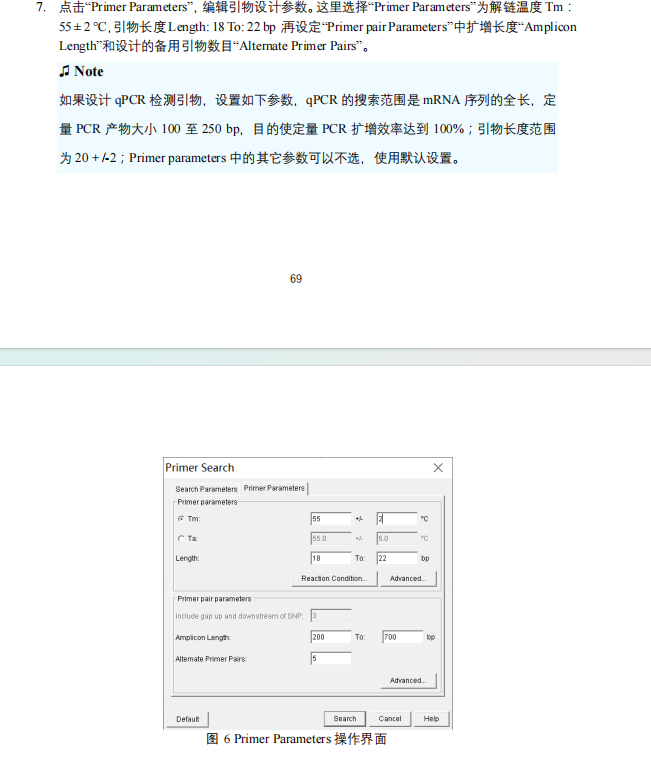 7. 点击“Primer Parameters”，编辑引物设计参数。这里选择“Primer Parameters”为解链温度 Tm：
55 ± 2 ℃, 引物长度 Length: 18 To: 22 bp 再设定“Primer pair Parameters”中扩增长度“Amplicon
Length”和设计的备用引物数目“Alternate Primer Pairs”。
♫ Note
如果设计 qPCR 检测引物，设置如下参数，qPCR 的搜索范围是 mRNA 序列的全长，定
量 PCR 产物大小 100 至 250 bp，目的使定量 PCR 扩增效率达到 100%；引物长度范围
为 20 +/-2；Primer parameters 中的其它参数可以不选，使用默认设置。
69
Primer Search
Search Parameters Primer Parameters
Primer parameters
Tm: 55 +/- 2 °C
Ta: 55.0 +/- 5.0 °C
Length: 18 To: 22 bp
Reaction Condition... Advanced...
Primer pair parameters
Include gap up and downstream of SNP: 3
Amplicon Length: 200 To: 700 bp
Alternate Primer Pairs: 5
Advanced...
Default Search Cancel Help
图 6 Primer Parameters 操作界面